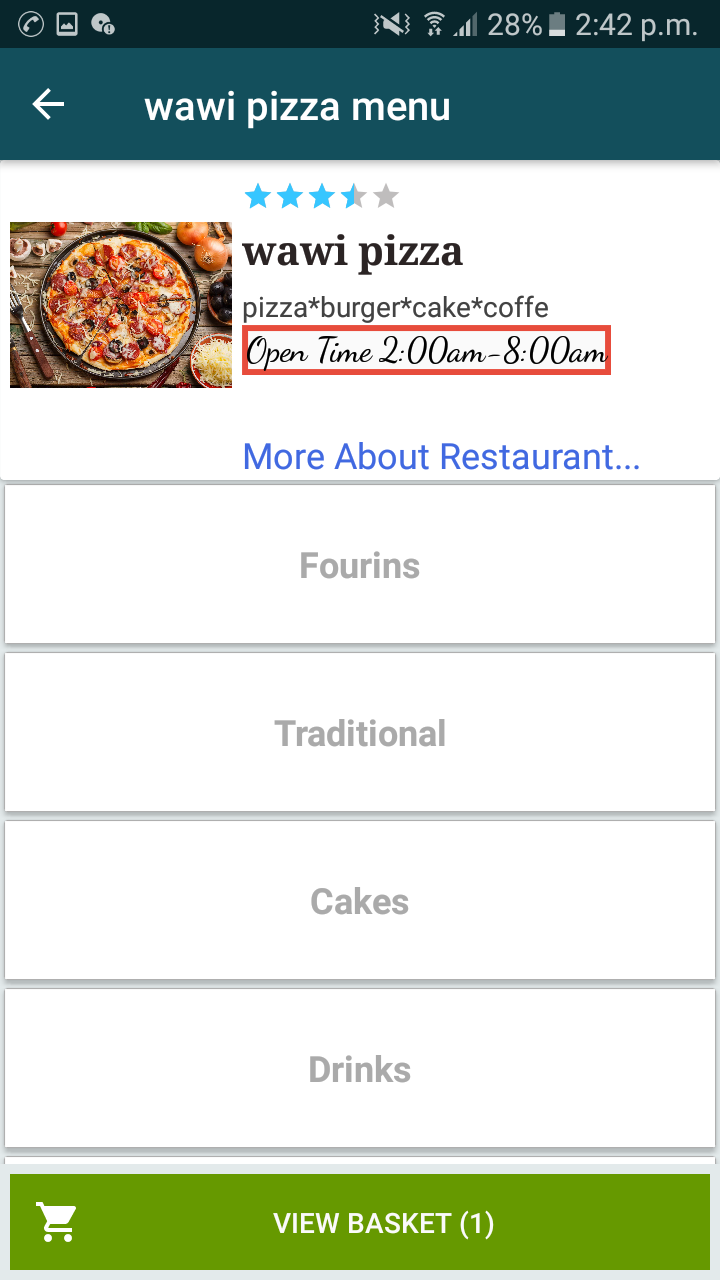 28% 2:42 p.m.
wawi pizza menu
wawi pizza
pizza*burger*cake*coffe
Open Time 2:00am-8:00am
More About Restaurant...
Fourins
Traditional
Cakes
Drinks
VIEW BASKET (1)